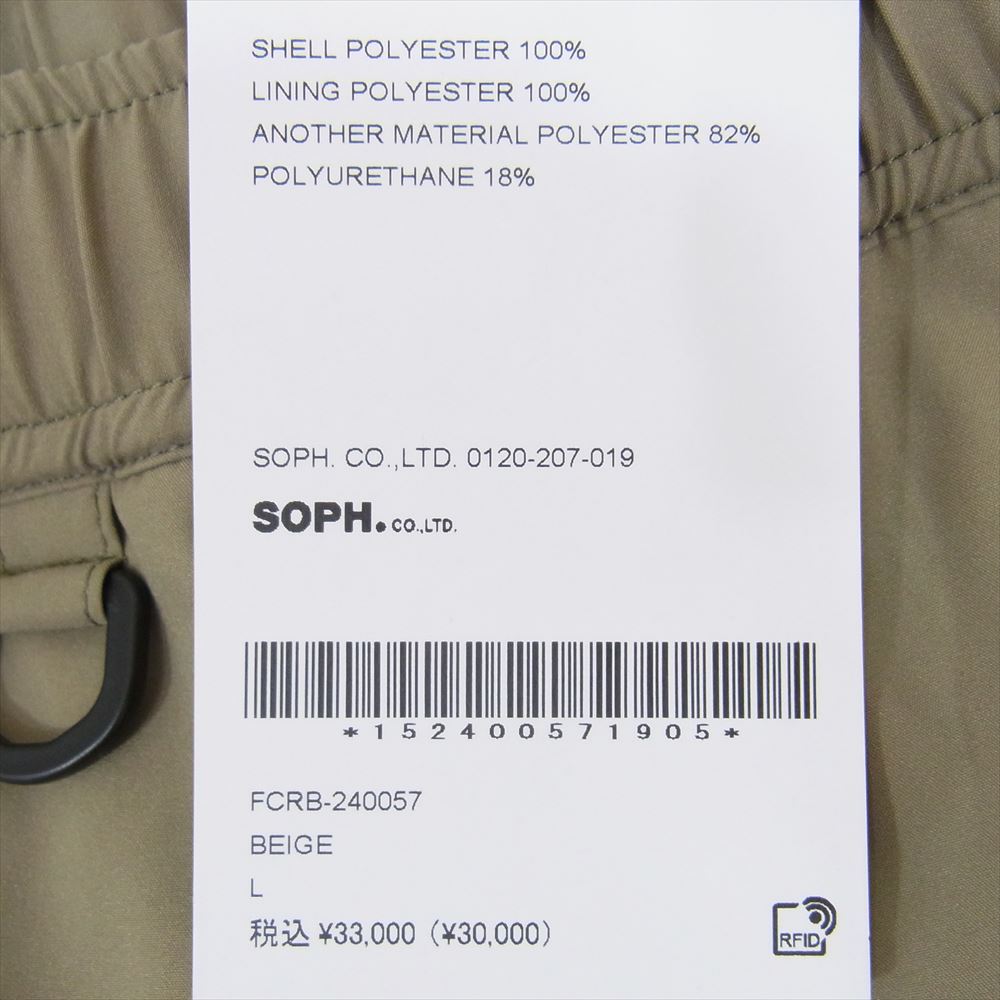 SHELL POLYESTER 100%
LINING POLYESTER 100%
ANOTHER MATERIAL POLYESTER 82%
POLYURETHANE 18%
SOPH. CO.,LTD. 0120-207-019
SOPH. CO.,LTD.
*152400571905*
FCRB-240057
BEIGE
L
税込 ¥33,000 (¥30,000)
RFID